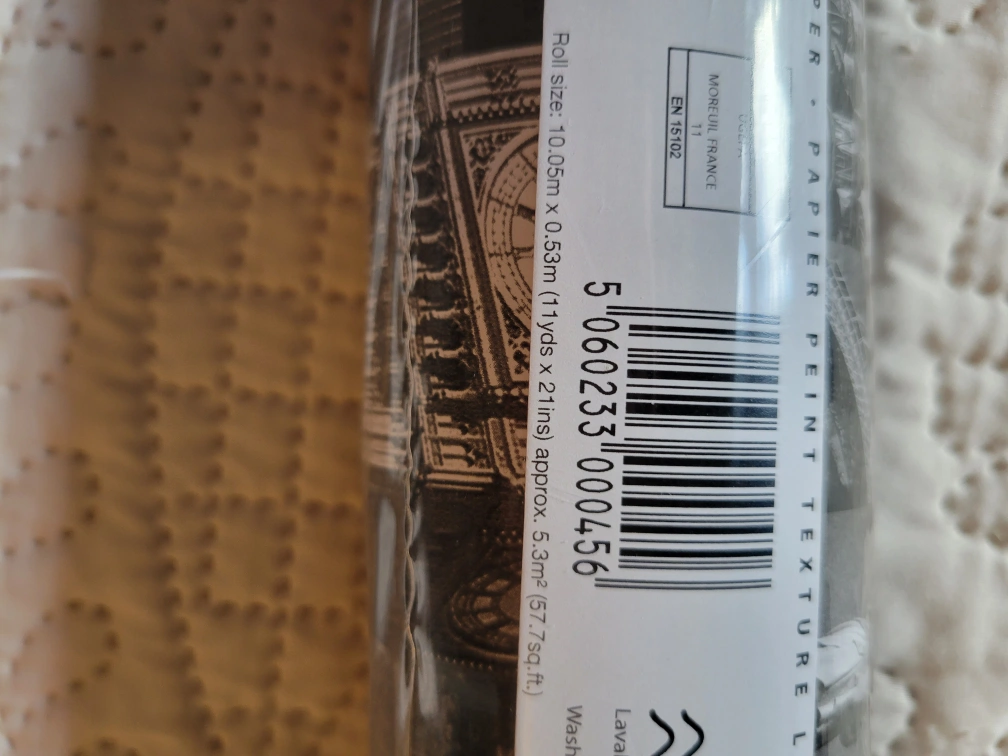 PER - PAPIER PEINT TEXTURE L
MOREUIL FRANCE
11
EN 15102
5 060233 000456
Roll size: 10.05m x 0.53m (11yds x 21ins) approx. 5.3m² (57.7sq.ft.)
Lava
Wash